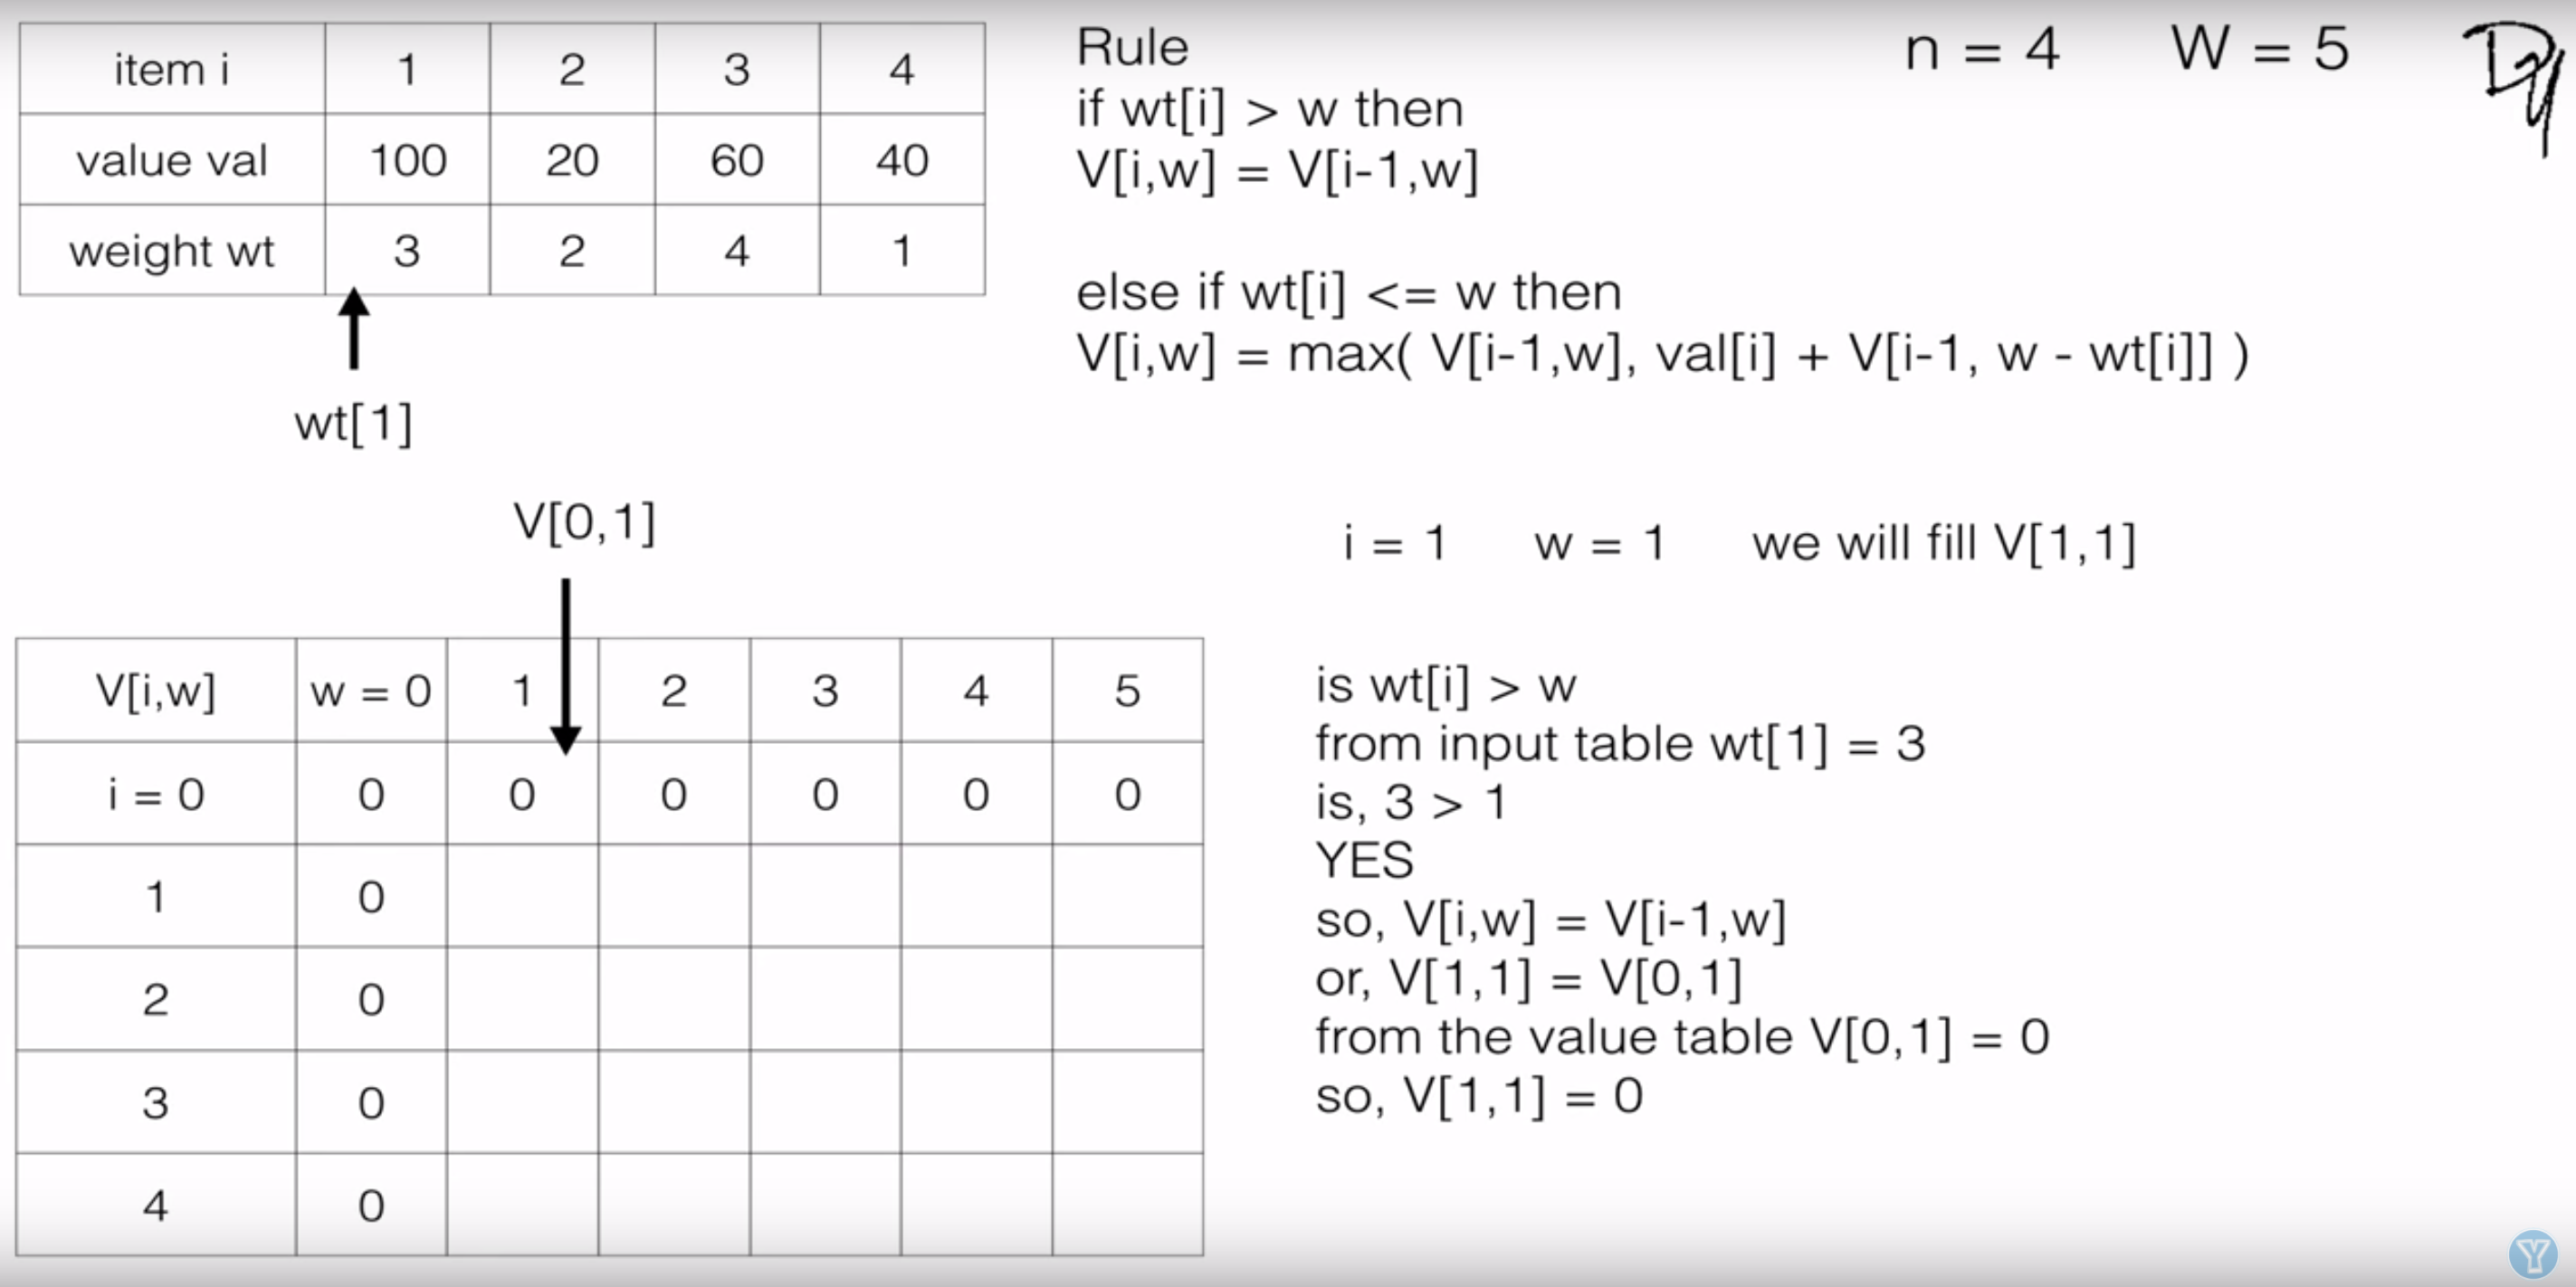 item i 1 2 3 4
value val 100 20 60 40
weight wt 3 2 4 1
wt[1]
Rule
if wt[i] > w then
V[i,w] = V[i-1,w]
else if wt[i] <= w then
V[i,w] = max( V[i-1,w], val[i] + V[i-1, w - wt[i]] )
n = 4 W = 5
V[0,1]
i = 1 w = 1 we will fill V[1,1]
V[i,w] w = 0 1 2 3 4 5
i = 0 0 0 0 0 0 0
1 0
2 0
3 0
4 0
is wt[i] > w
from input table wt[1] = 3
is, 3 > 1
YES
so, V[i,w] = V[i-1,w]
or, V[1,1] = V[0,1]
from the value table V[0,1] = 0
so, V[1,1] = 0
Y